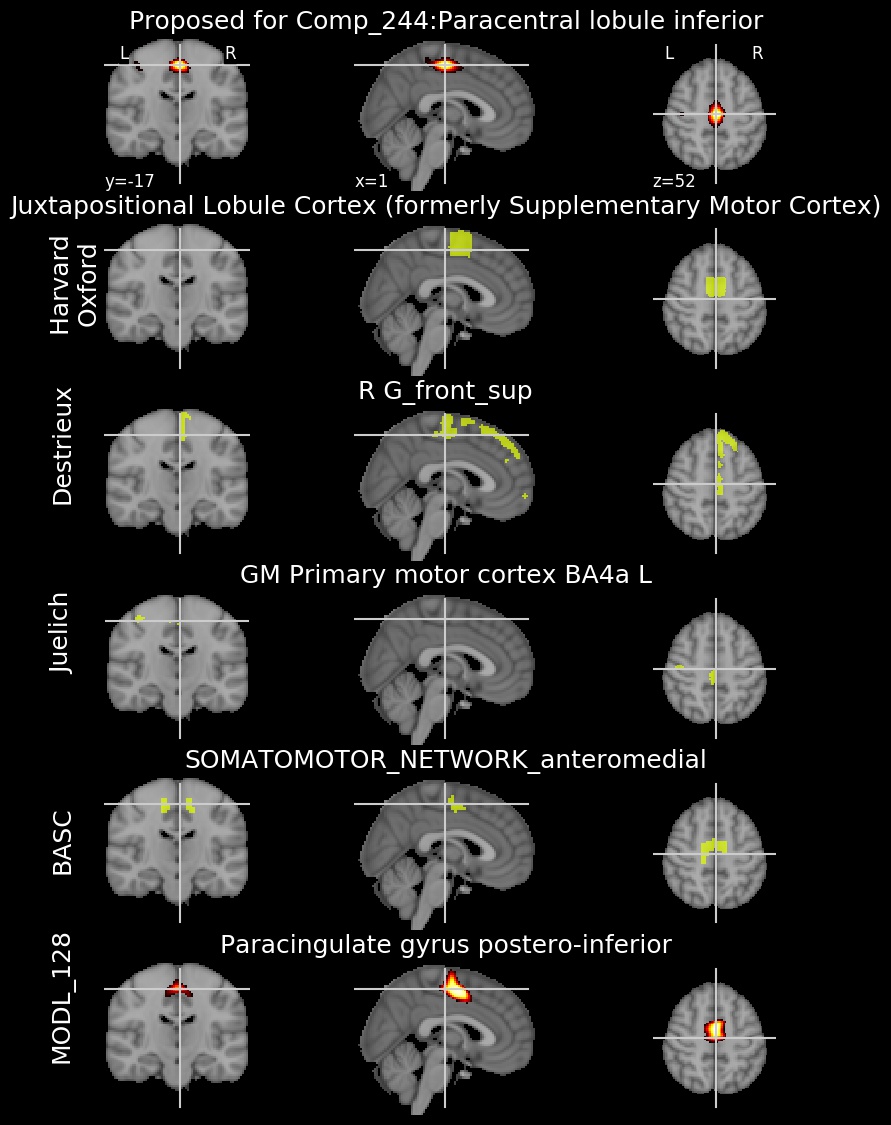 Proposed for Comp_244:Paracentral lobule inferior
L R L R
y=-17 x=1 z=52
Juxtapositional Lobule Cortex (formerly Supplementary Motor Cortex)
Harvard
Oxford
R G_front_sup
Destrieux
GM Primary motor cortex BA4a L
Juelich
SOMATOMOTOR_NETWORK_anteromedial
BASC
Paracingulate gyrus postero-inferior
MODL_128